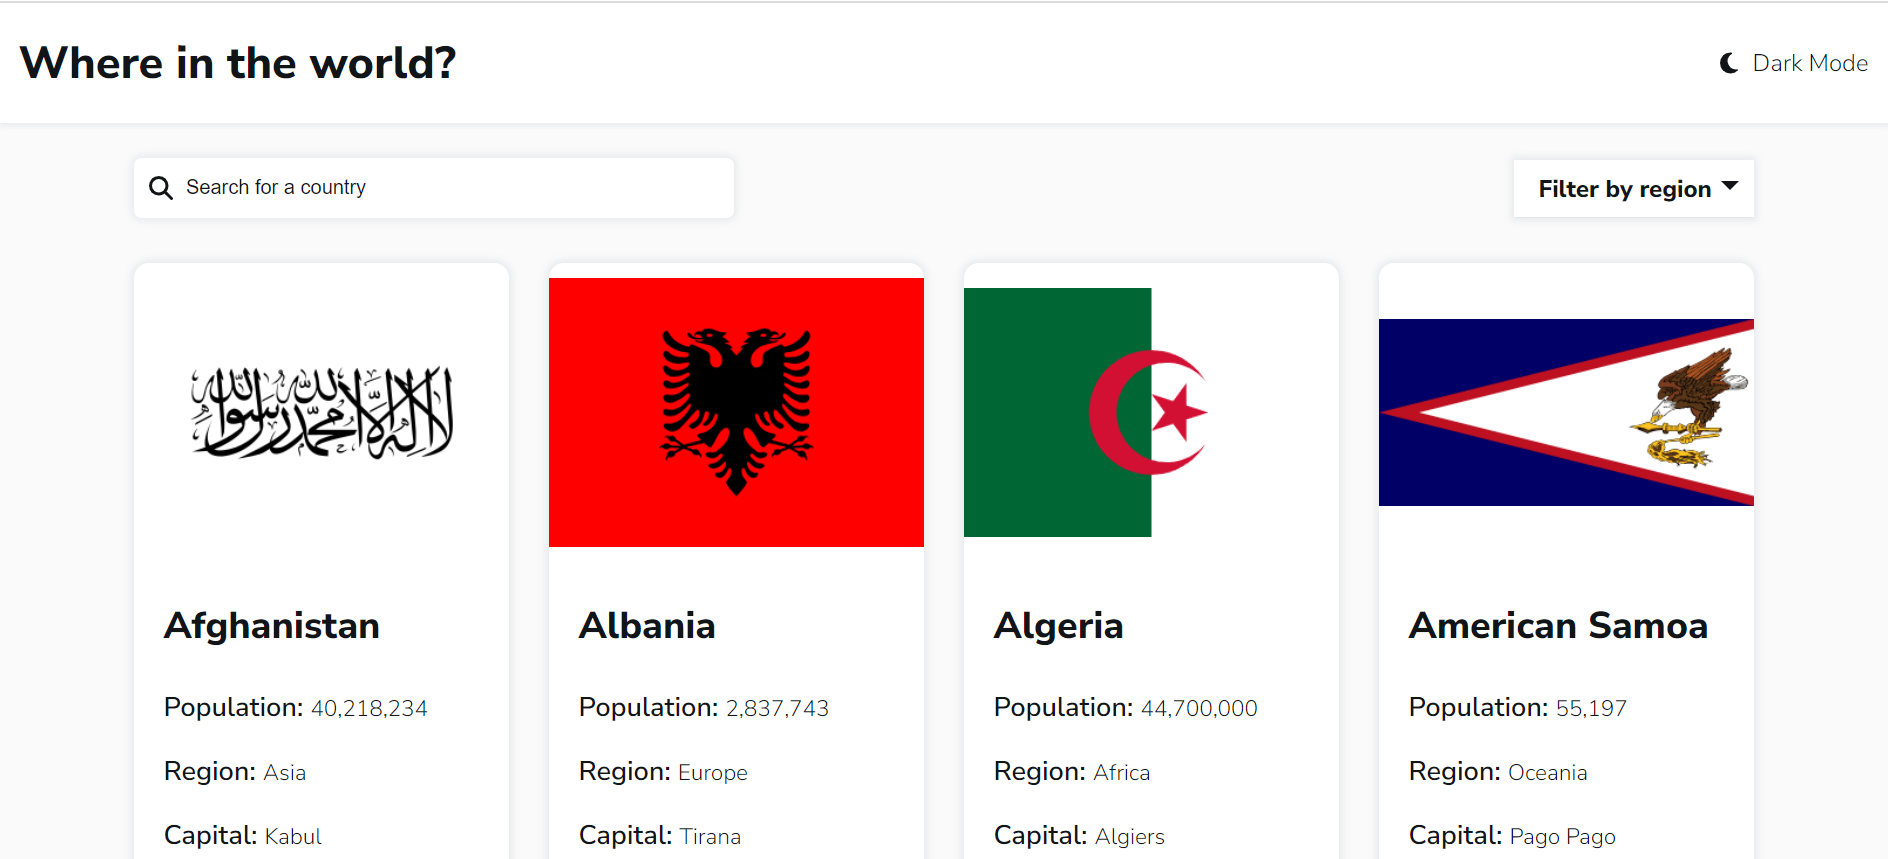 Where in the world?
Dark Mode
Search for a country
Filter by region
لا إله إلا الله محمد رسول الله
Afghanistan
Albania
Algeria
American Samoa
Population: 40,218,234
Population: 2,837,743
Population: 44,700,000
Population: 55,197
Region: Asia
Region: Europe
Region: Africa
Region: Oceania
Capital: Kabul
Capital: Tirana
Capital: Algiers
Capital: Pago Pago